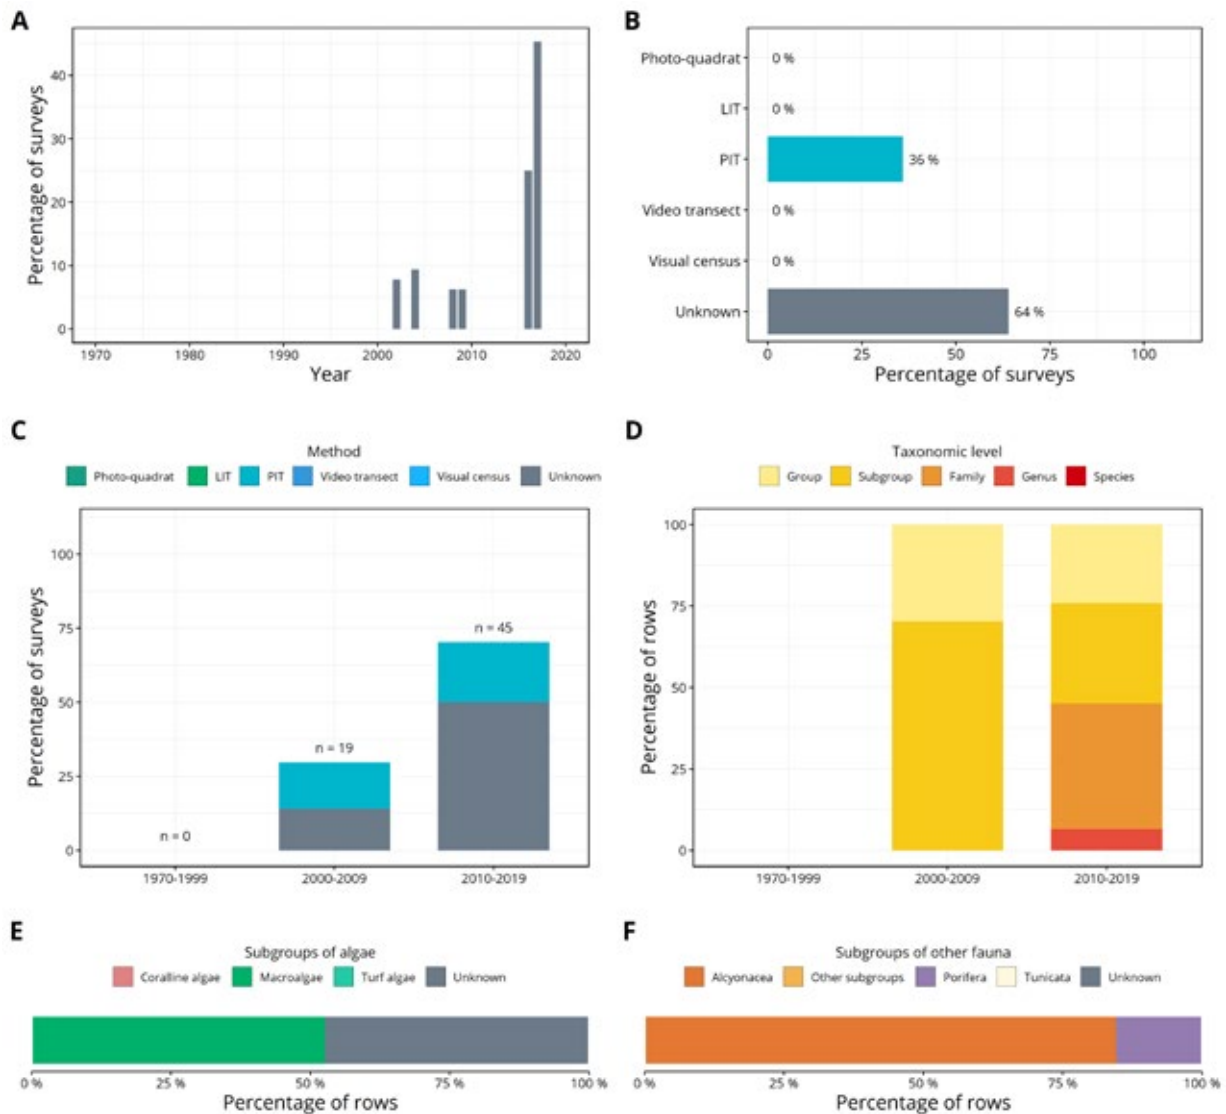 A
Percentage of surveys
40
30
20
10
0
1970 1980 1990 2000 2010 2020
Year
B
Photo-quadrat 0 %
LIT 0 %
PIT 36 %
Video transect 0 %
Visual census 0 %
Unknown 64 %
0 25 50 75 100
Percentage of surveys
C
Method
Photo-quadrat LIT PIT Video transect Visual census Unknown
Percentage of surveys
100
75
50
25
0
n = 0
n = 19
n = 45
1970-1999 2000-2009 2010-2019
D
Taxonomic level
Group Subgroup Family Genus Species
Percentage of rows
100
75
50
25
0
1970-1999 2000-2009 2010-2019
E
Subgroups of algae
Coralline algae Macroalgae Turf algae Unknown
0 % 25 % 50 % 75 % 100 %
Percentage of rows
F
Subgroups of other fauna
Alcyonacea Other subgroups Porifera Tunicata Unknown
0 % 25 % 50 % 75 % 100 %
Percentage of rows